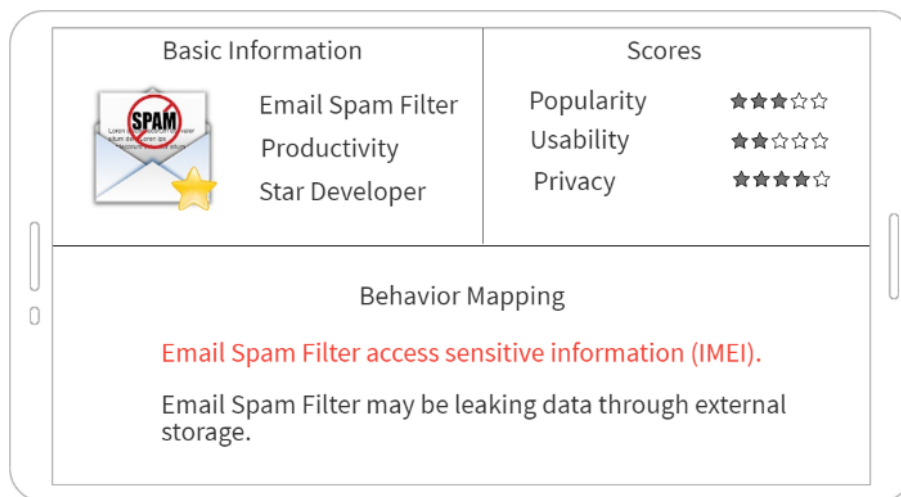 Basic Information
SPAM
Email Spam Filter
Productivity
Star Developer
Scores
Popularity
Usability
Privacy
Behavior Mapping
Email Spam Filter access sensitive information (IMEI).
Email Spam Filter may be leaking data through external
storage.